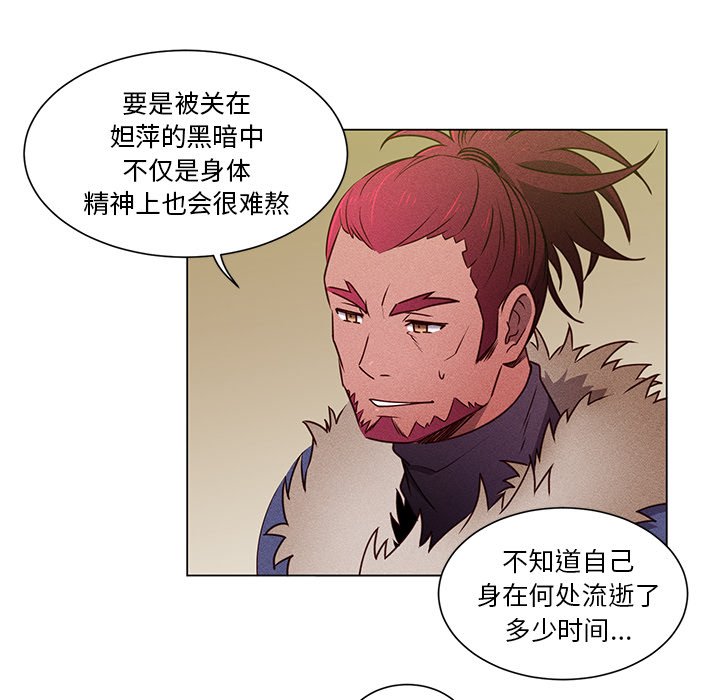 要是被关在
妲萍的黑暗中
不仅是身体
精神上也会很难熬
不知道自己
身在何处流逝了
多少时间...